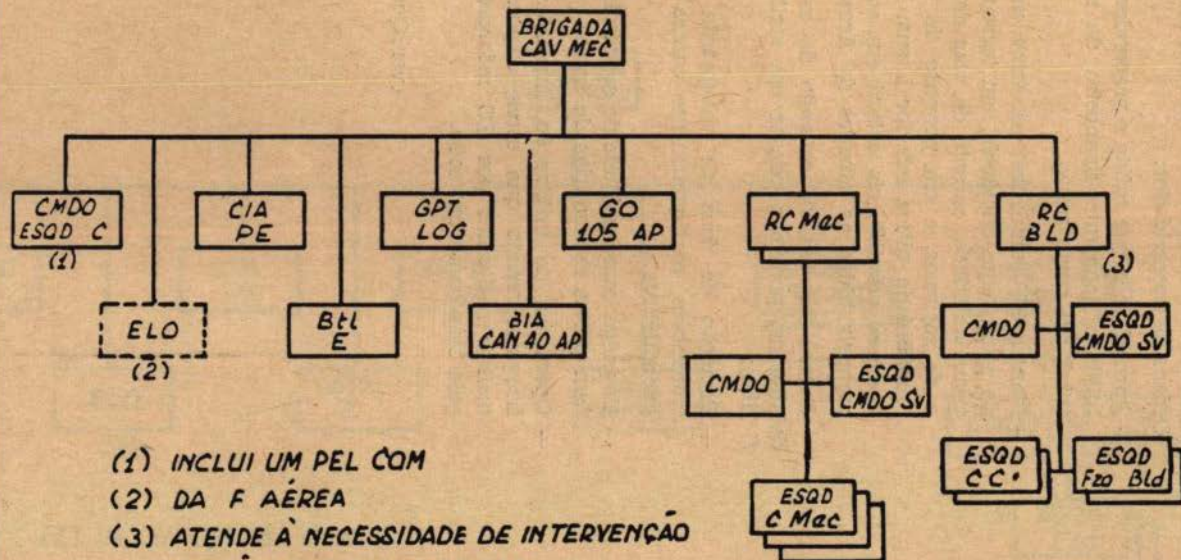 BRIGADA
CAV MEC
CMDO
ESQD C
(1)
CIA
PE
GPT
LOG
GO
105 AP
RC Mec
RC
BLD
(3)
ELO
(2)
Btl
E
BIA
CAN 40 AP
CMDO
ESQD
CMDO Sv
CMDO
ESQD
CMDO Sv
ESQD
C Mec
ESQD
C C
ESQD
Fzo Bld
(1) INCLUI UM PEL COM
(2) DA F AÉREA
(3) ATENDE À NECESSIDADE DE INTERVENÇÃO